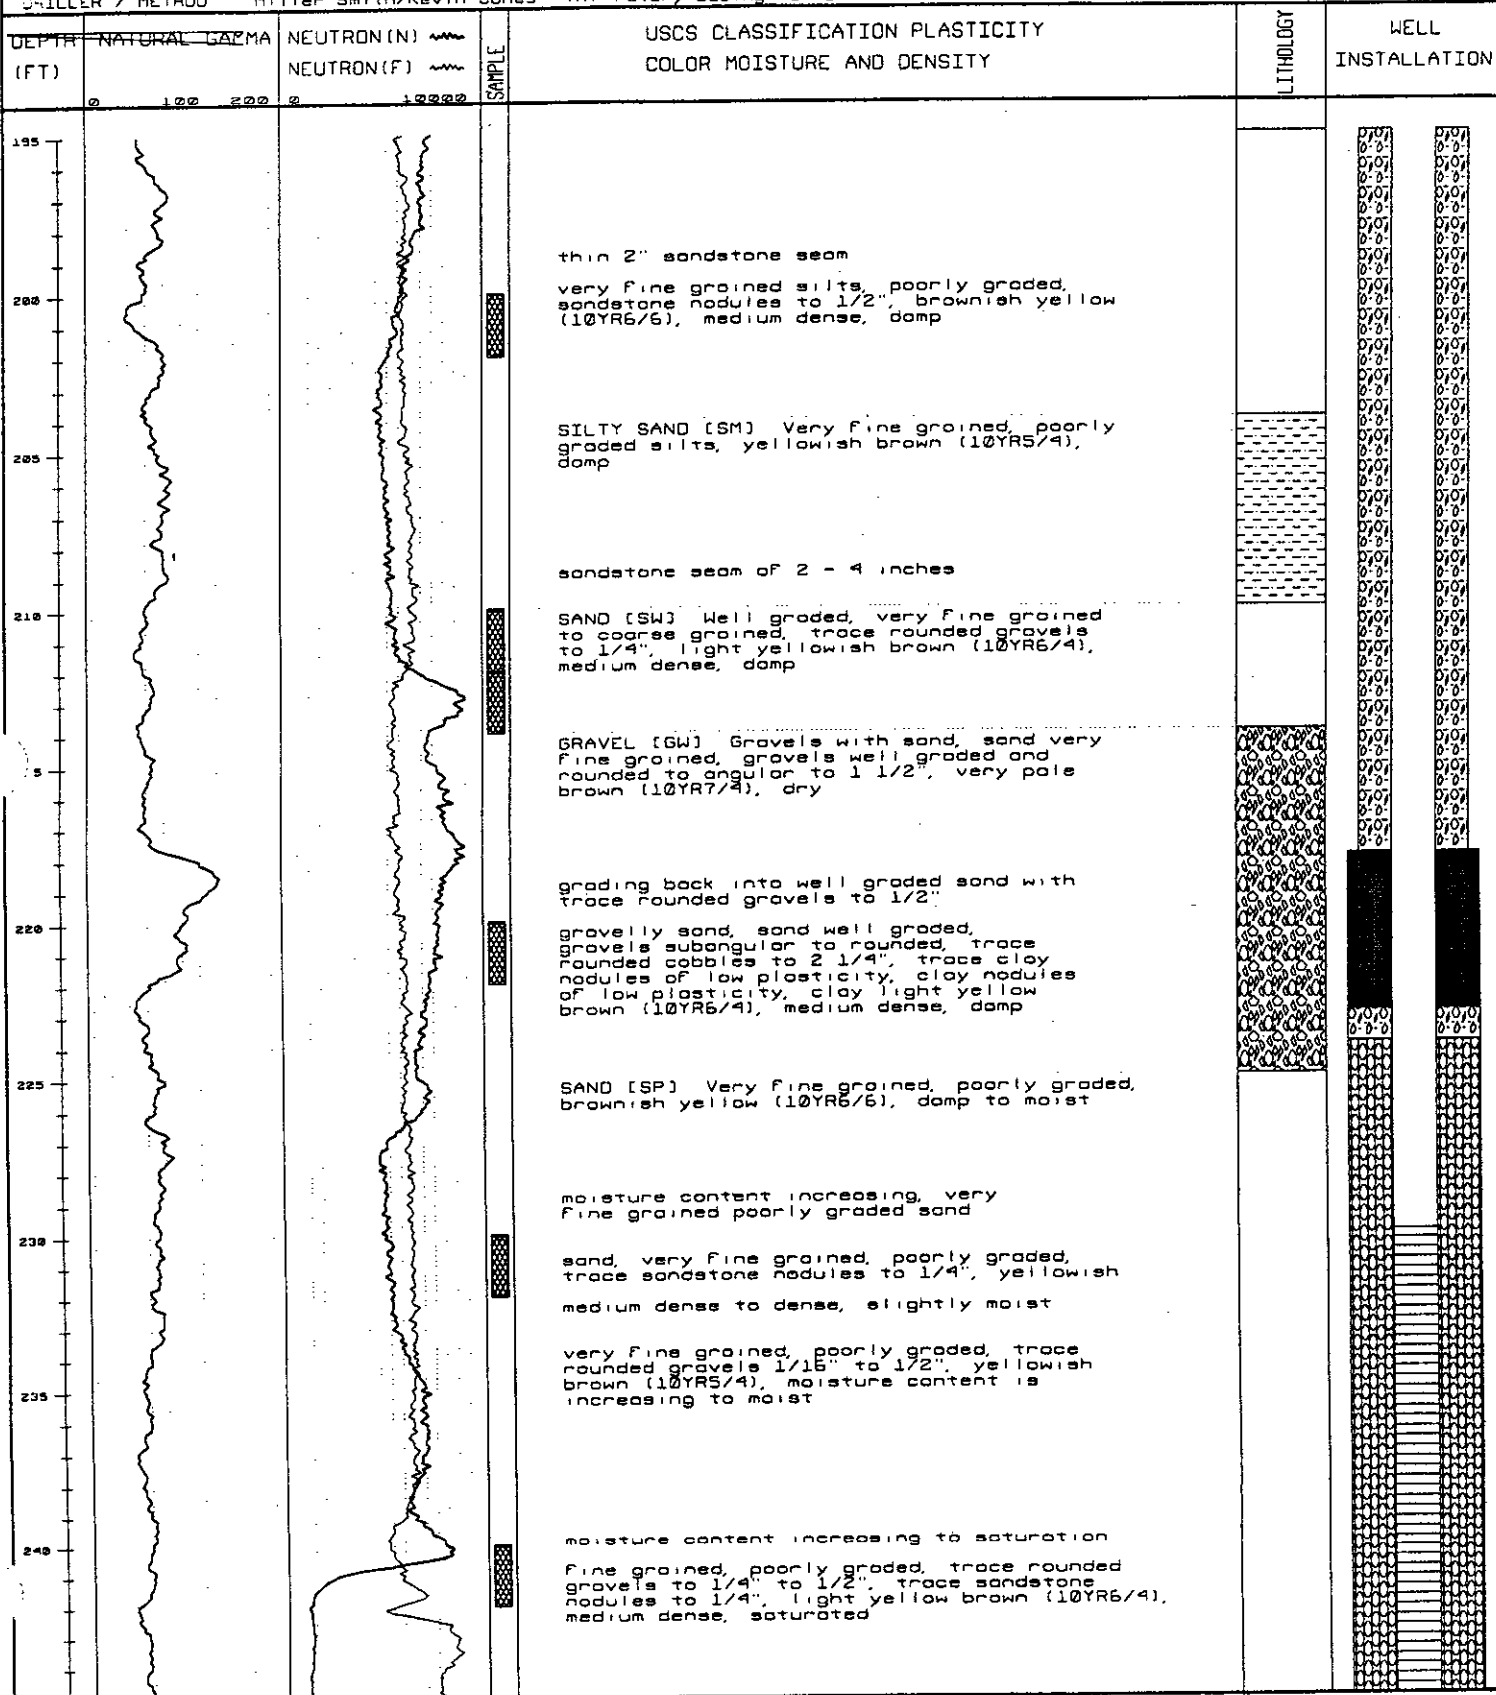 DRILLER / METHOD
DEPTH (FT)
NATURAL GAMMA
0 100 200
NEUTRON(N)
NEUTRON(F)
0 10000
SAMPLE
USCS CLASSIFICATION PLASTICITY
COLOR MOISTURE AND DENSITY
LITHOLOGY
WELL
INSTALLATION
195
thin 2" sandstone seam
very fine grained silts, poorly graded,
200
sandstone nodules to 1/2", brownish yellow
(10YR6/6), medium dense, damp
SILTY SAND [SM] Very fine grained, poorly
graded silts, yellowish brown (10YR5/4),
205
damp
sandstone seam of 2 - 4 inches
210
SAND [SW] Well graded, very fine grained
to coarse grained, trace rounded gravels
to 1/4", light yellowish brown (10YR6/4),
medium dense, damp
GRAVEL [GW] Gravels with sand, sand very
fine grained, gravels well graded and
5
rounded to angular to 1 1/2", very pale
brown (10YR7/4), dry
grading back into well graded sand with
trace rounded gravels to 1/2"
220
gravelly sand, sand well graded,
gravels subangular to rounded, trace
rounded cobbles to 2 1/4", trace clay
nodules of low plasticity, clay nodules
of low plasticity, clay light yellow
brown (10YR6/4), medium dense, damp
225
SAND [SP] Very fine grained, poorly graded,
brownish yellow (10YR6/6), damp to moist
moisture content increasing, very
fine grained poorly graded sand
230
sand, very fine grained, poorly graded,
trace sandstone nodules to 1/4", yellowish
medium dense to dense, slightly moist
very fine grained, poorly graded, trace
rounded gravels 1/16" to 1/2", yellowish
brown (10YR5/4), moisture content is
235
increasing to moist
moisture content increasing to saturation
240
fine grained, poorly graded, trace rounded
gravels to 1/4" to 1/2", trace sandstone
nodules to 1/4", light yellow brown (10YR6/4),
medium dense, saturated